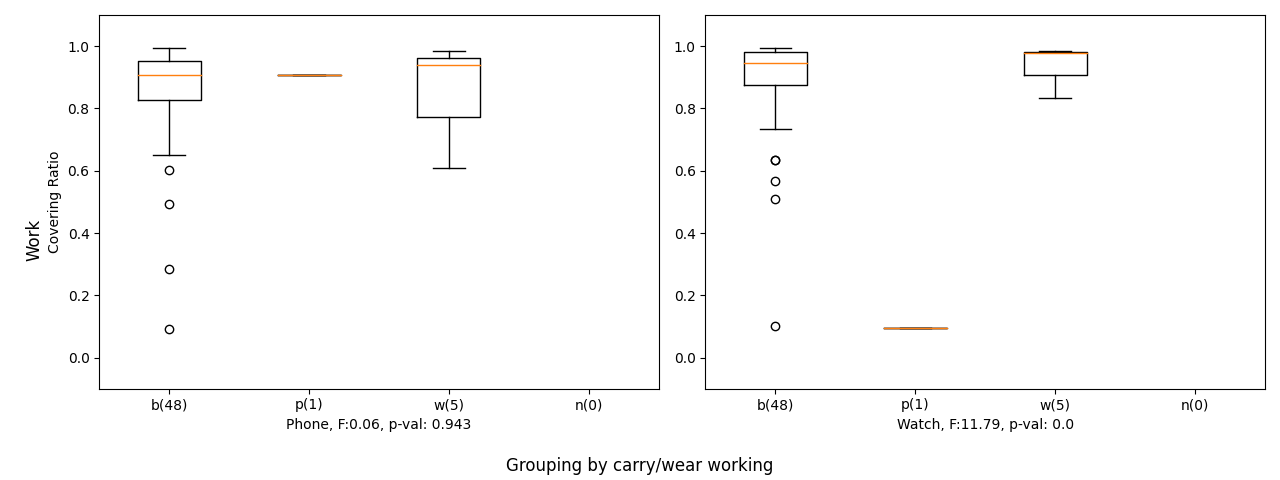 Work
Covering Ratio
1.0
0.8
0.6
0.4
0.2
0.0
b(48) p(1) w(5) n(0)
Phone, F:0.06, p-val: 0.943
1.0
0.8
0.6
0.4
0.2
0.0
b(48) p(1) w(5) n(0)
Watch, F:11.79, p-val: 0.0
Grouping by carry/wear working